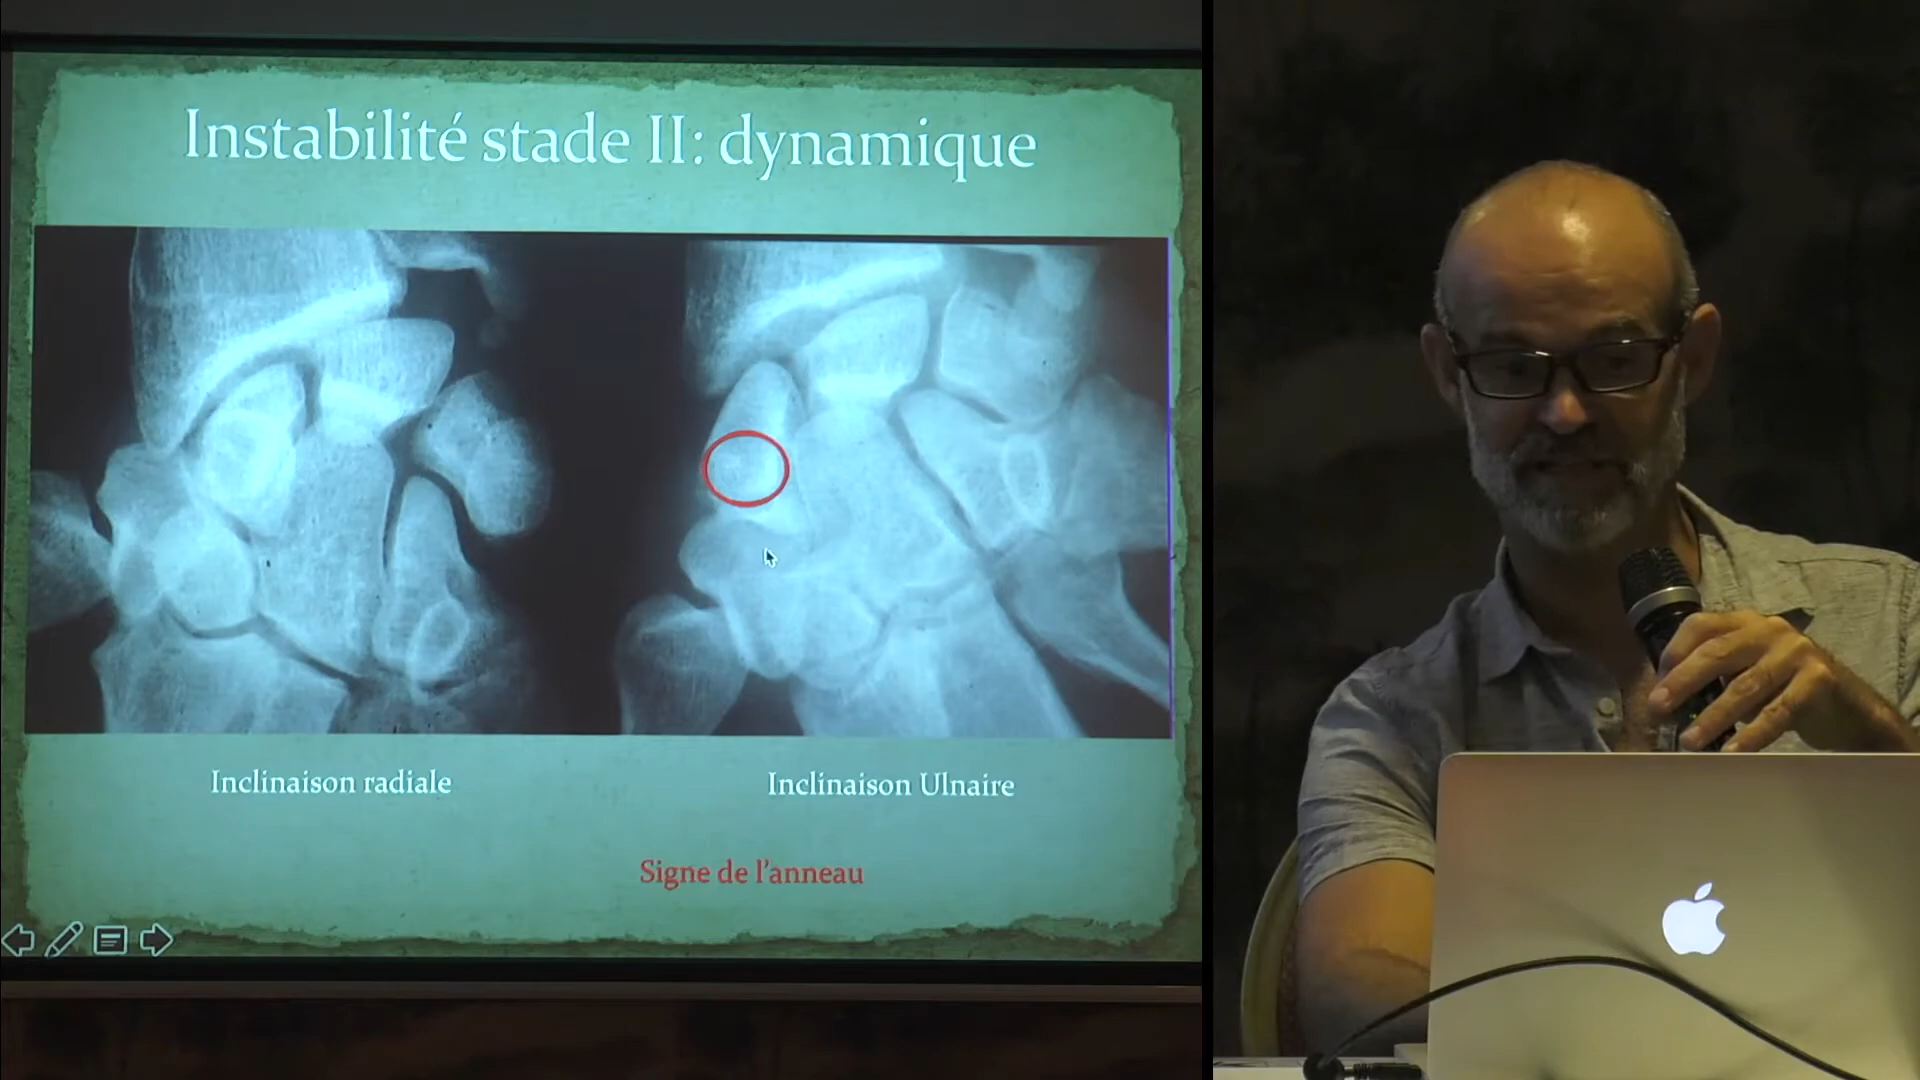 Instabilité stade II: dynamique
Inclinaison radiale
Inclinaison Ulnaire
Signe de l'anneau